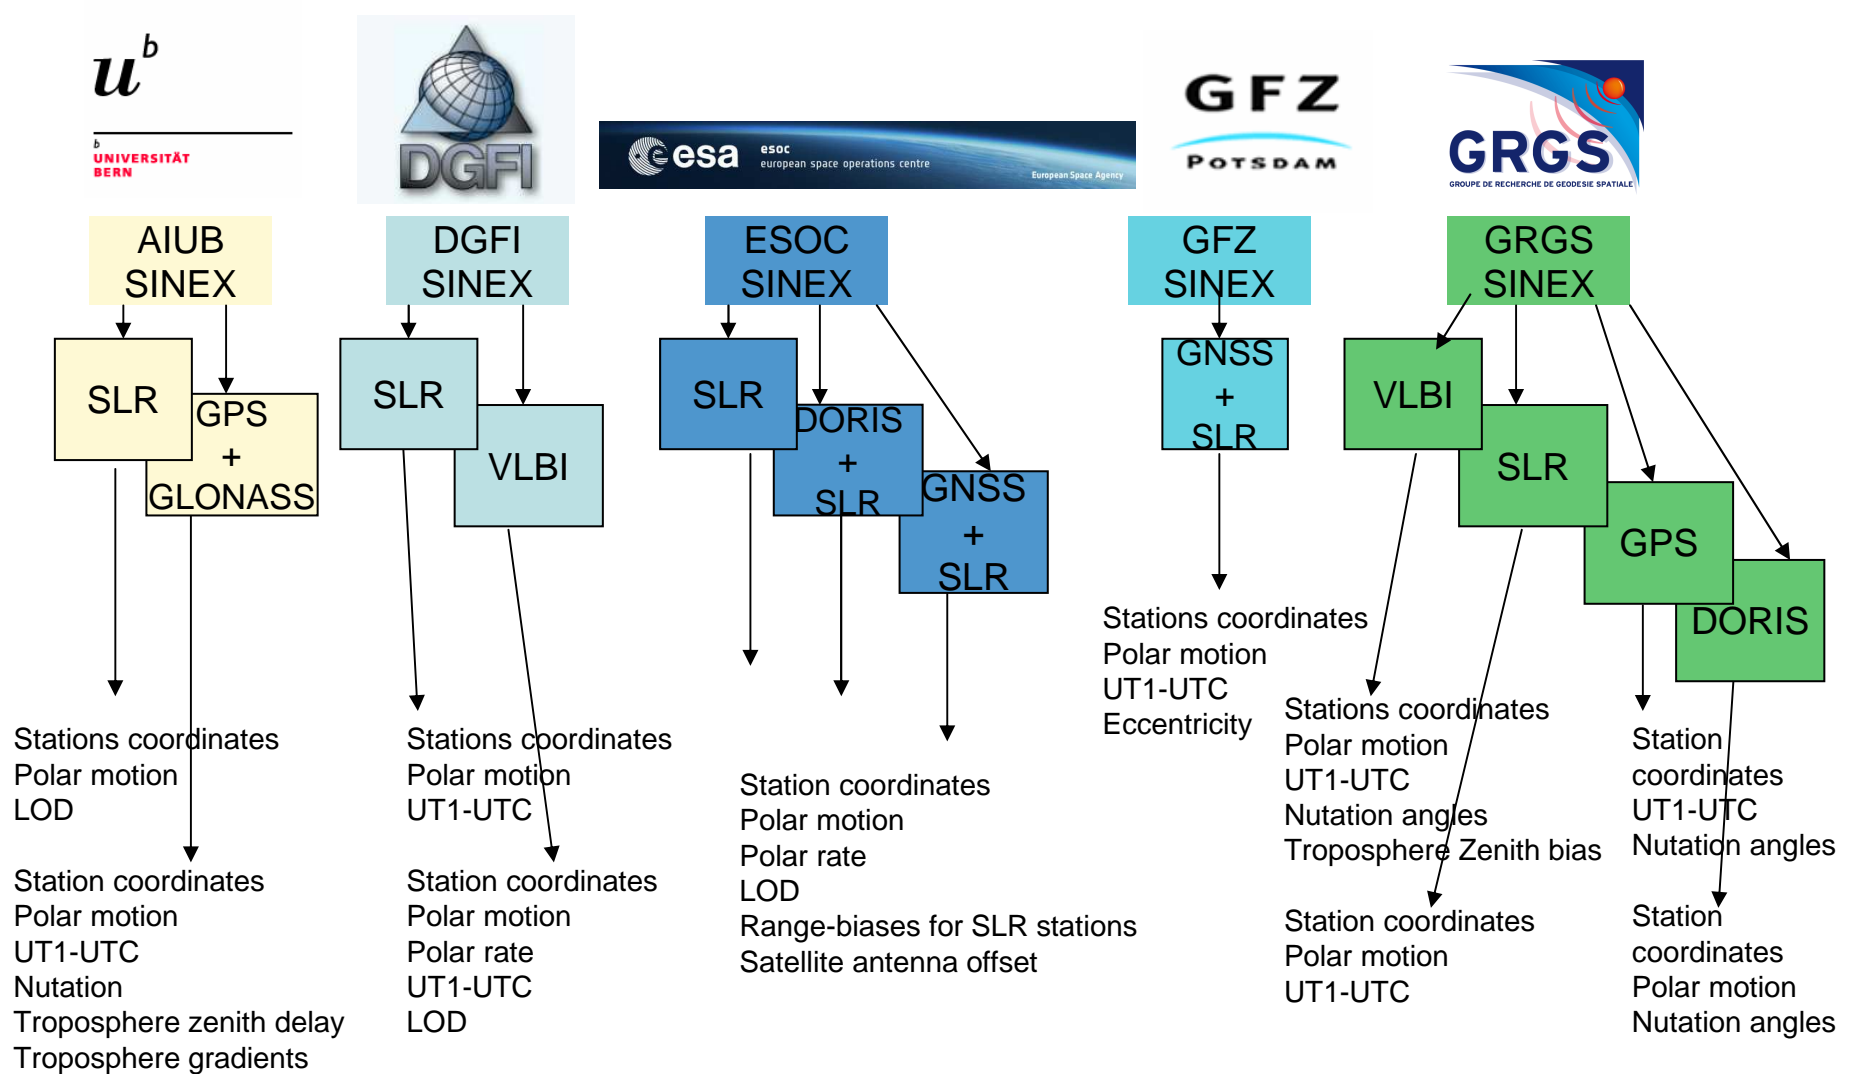 u b
b
UNIVERSITÄT
BERN
DGFI
esa
esoc
european space operations centre
European Space Agency
GFZ
POTSDAM
GRGS
GROUPE DE RECHERCHE DE GEODESIE SPATIALE
AIUB
SINEX
DGFI
SINEX
ESOC
SINEX
GFZ
SINEX
GRGS
SINEX
SLR
GPS
+
GLONASS
SLR
VLBI
SLR
DORIS
+
SLR
GNSS
+
SLR
GNSS
+
SLR
VLBI
SLR
GPS
DORIS
Stations coordinates
Polar motion
LOD
Station coordinates
Polar motion
UT1-UTC
Nutation
Troposphere zenith delay
Troposphere gradients
Stations coordinates
Polar motion
UT1-UTC
Station coordinates
Polar motion
Polar rate
UT1-UTC
LOD
Station coordinates
Polar motion
Polar rate
LOD
Range-biases for SLR stations
Satellite antenna offset
Stations coordinates
Polar motion
UT1-UTC
Eccentricity
Stations coordinates
Polar motion
UT1-UTC
Nutation angles
Troposphere Zenith bias
Station coordinates
Polar motion
UT1-UTC
Station
coordinates
UT1-UTC
Nutation angles
Station
coordinates
Polar motion
Nutation angles